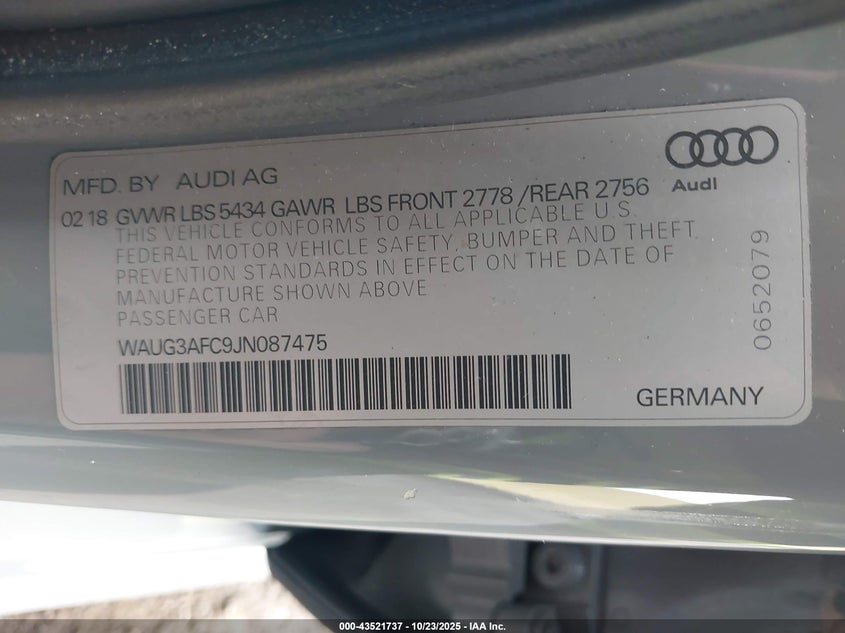 MFD. BY AUDI AG
Audi
02 18 GVWR LBS 5434 GAWR LBS FRONT 2778 /REAR 2756
THIS VEHICLE CONFORMS TO ALL APPLICABLE U.S.
FEDERAL MOTOR VEHICLE SAFETY, BUMPER AND THEFT
PREVENTION STANDARDS IN EFFECT ON THE DATE OF
MANUFACTURE SHOWN ABOVE
PASSENGER CAR
0652079
WAUG3AFC9JN087475
GERMANY
000-43521737 - 10/23/2025 - IAA Inc.